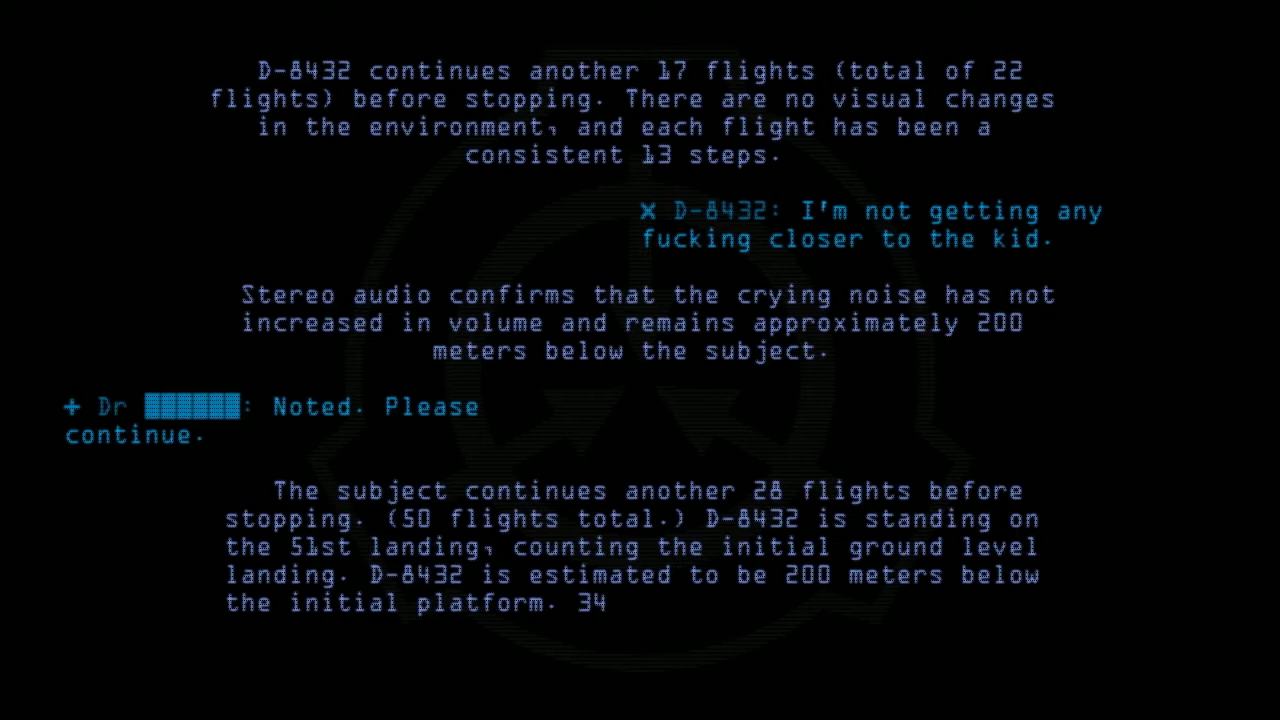 D-8432 continues another 17 flights (total of 22
flights) before stopping. There are no visual changes
in the environment, and each flight has been a
consistent 13 steps.
× D-8432: I'm not getting any
fucking closer to the kid.
Stereo audio confirms that the crying noise has not
increased in volume and remains approximately 200
meters below the subject.
+ Dr ▓▓▓▓▓▓: Noted. Please
continue.
The subject continues another 28 flights before
stopping. (50 flights total.) D-8432 is standing on
the 51st landing, counting the initial ground level
landing. D-8432 is estimated to be 200 meters below
the initial platform. 34